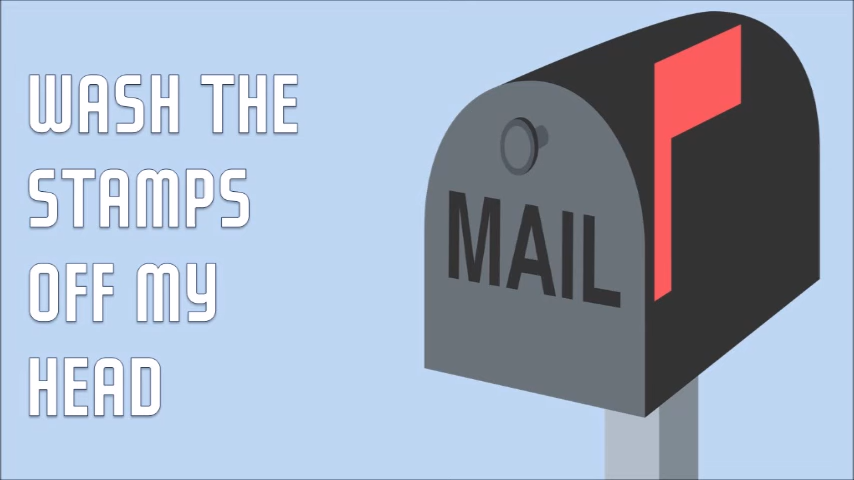 WASH THE
STAMPS
OFF MY
HEAD
MAIL